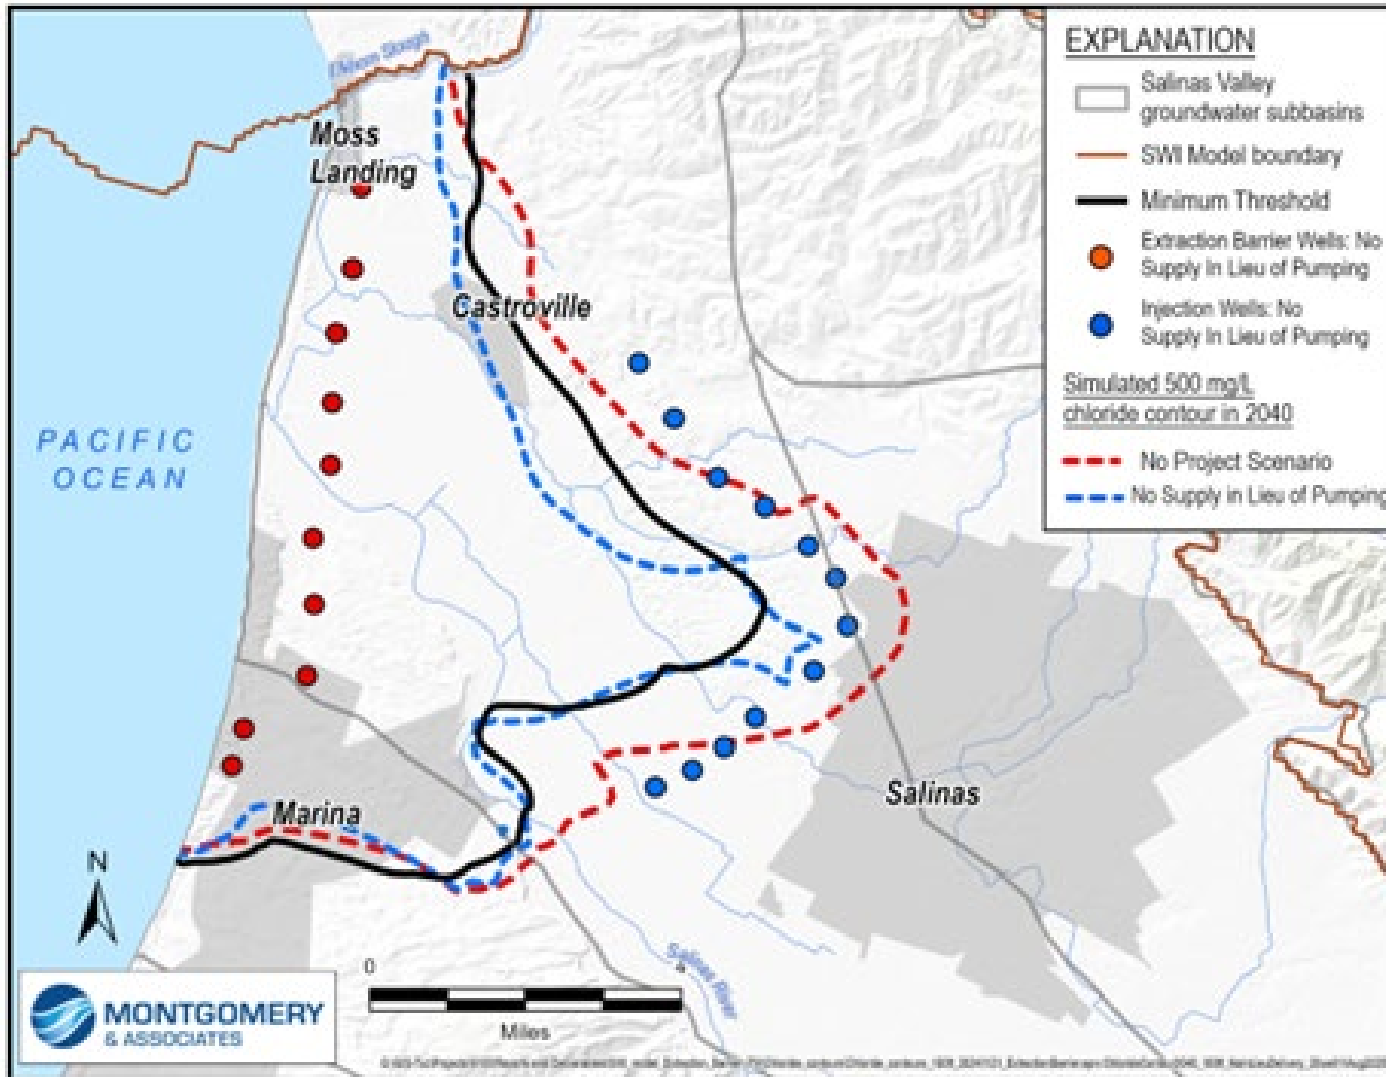 Elkhorn Slough
Moss
Landing
Castroville
PACIFIC
OCEAN
Marina
Salinas
Salinas River
N
0
4
Miles
MONTGOMERY
& ASSOCIATES
EXPLANATION
Salinas Valley
groundwater subbasins
SWI Model boundary
Minimum Threshold
Extraction Barrier Wells: No
Supply In Lieu of Pumping
Injection Wells: No
Supply In Lieu of Pumping
Simulated 500 mg/L
chloride contour in 2040
No Project Scenario
No Supply in Lieu of Pumping